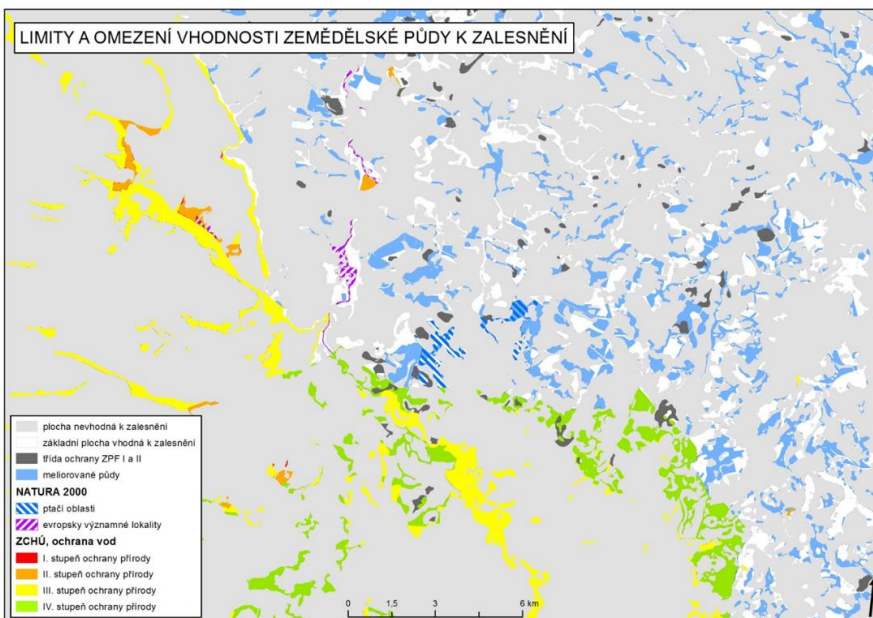 LIMITY A OMEZENÍ VHODNOSTI ZEMĚDĚLSKÉ PŮDY K ZALESNĚNÍ
plocha nevhodná k zalesnění
základní plocha vhodná k zalesnění
třída ochrany ZPF I a II
meliorované půdy
NATURA 2000
ptačí oblasti
evropsky významné lokality
ZCHÚ, ochrana vod
I. stupeň ochrany přírody
II. stupeň ochrany přírody
III. stupeň ochrany přírody
IV. stupeň ochrany přírody
0 1,5 3 6 km